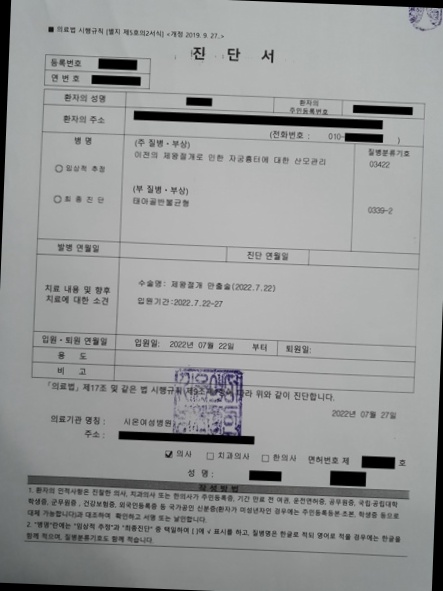 ■ 의료법 시행규칙 [별지 제5호의2서식] <개정 2019. 9. 27.>
진 단 서
등록번호
연 번 호
환자의 성명
환자의 주민등록번호
환자의 주소
(전화번호 : 010-
병 명
(주 질병·부상)
질병분류기호
이전의 제왕절개로 인한 자궁흉터에 대한 산모관리
03422
○ 임상적 추정
(부 질병·부상)
○ 최 종 진 단
태아골반불균형
0339-2
발병 연월일
진단 연월일
치료 내용 및 향후 치료에 대한 소견
수술명: 제왕절개 만출술(2022.7.22)
입원기간:2022.7.22-27
입원·퇴원 연월일
입원일: 2022년 07월 22일 부터
퇴원일:
용 도
비 고
「의료법」 제17조 및 같은 법 시행규칙 따라 위와 같이 진단합니다.
2022년 07월 27일
의료기관 명칭 : 시온여성병원
주소 :
☑ 의사 □ 치과의사 □ 한의사 면허번호 제 호
성 명 :
작성방법
1. 환자의 인적사항은 진찰한 의사, 치과의사 또는 한의사가 주민등록증, 기간 만료 전 여권, 운전면허증, 공무원증, 국립·공립대학
학생증, 군무원증, 건강보험증, 외국인등록증 등 국가공인 신분증(환자가 미성년자인 경우에는 주민등록등본·초본, 학생증 등으로
대체 가능합니다)과 대조하여 확인하고 서명 또는 날인합니다.
2. "병명"란에는 "임상적 추정"과 "최종진단" 중 택일하여 ( )에 √ 표시를 하고, 질병명은 한글로 적되 영어로 적을 경우에는 한글을
함께 적으며, 질병분류기호도 함께 적습니다.